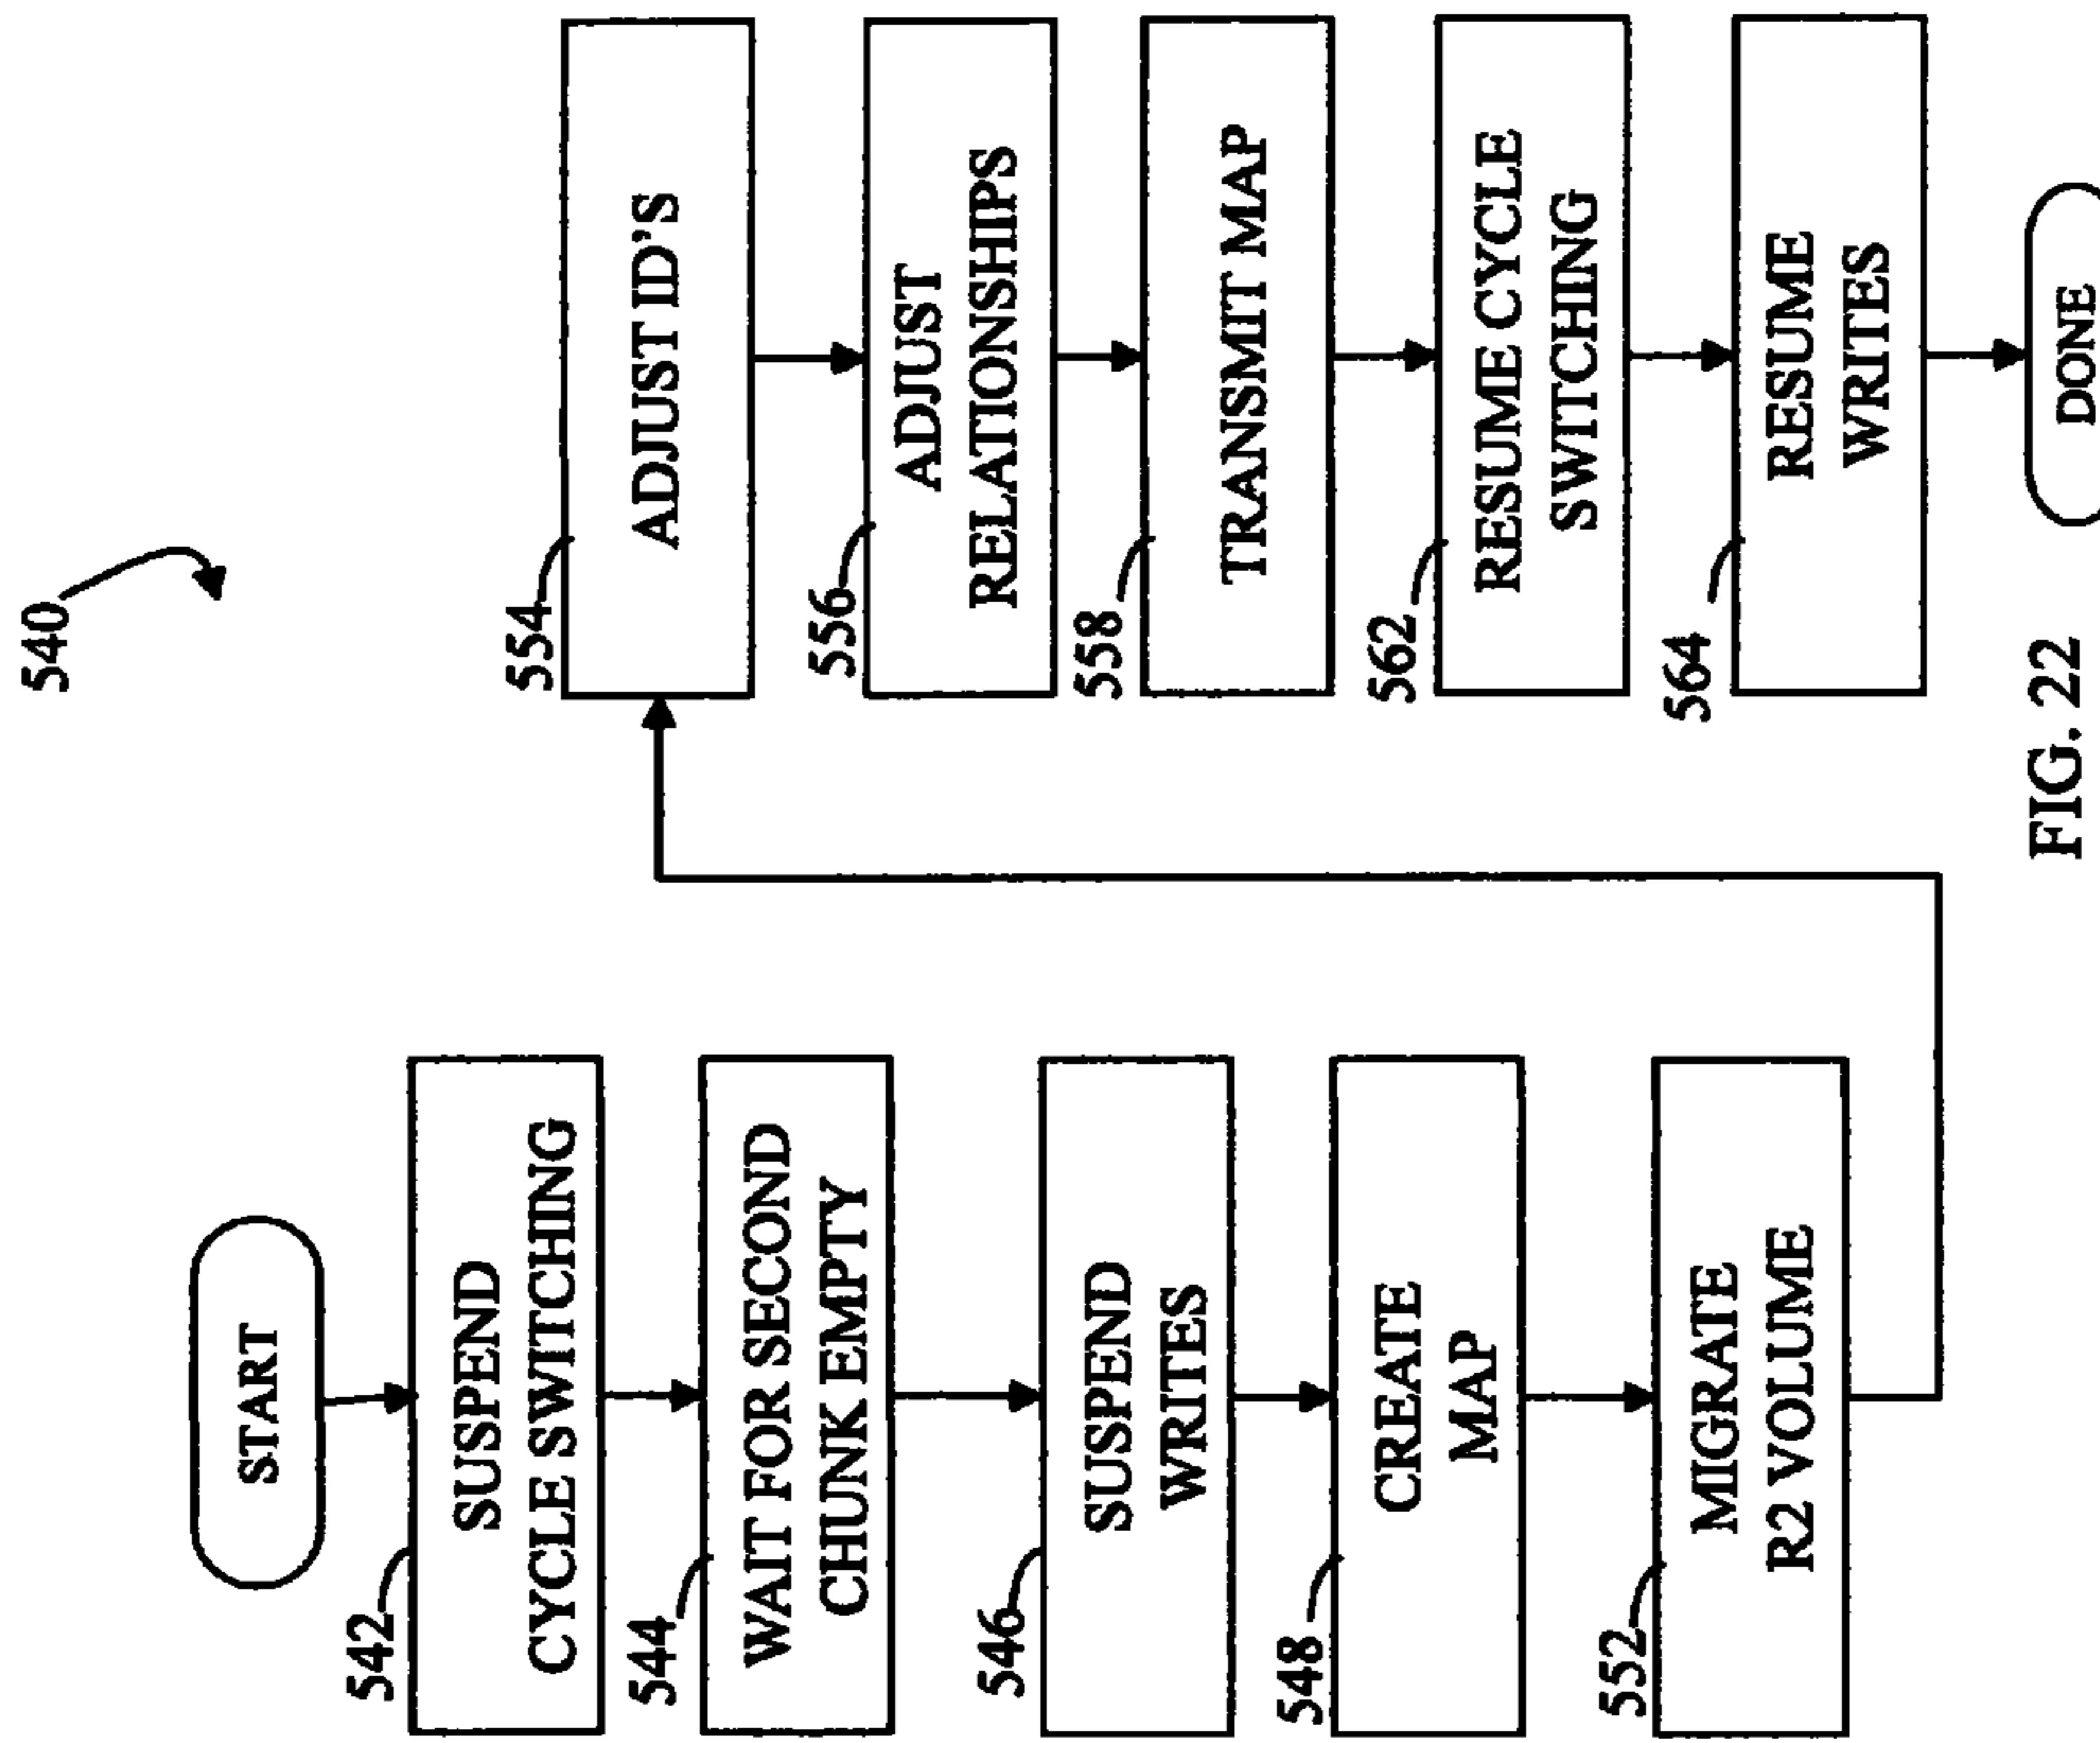 540
START
542
SUSPEND
CYCLE SWITCHING
544
WAIT FOR SECOND
CHUNK EMPTY
546
SUSPEND
WRITES
548
CREATE
MAP
552
MIGRATE
R2 VOLUME
554
ADJUST ID'S
556
ADJUST
RELATIONSHIPS
558
TRANSMIT MAP
562
RESUME CYCLE
SWITCHING
564
RESUME
WRITES
DONE
FIG. 22